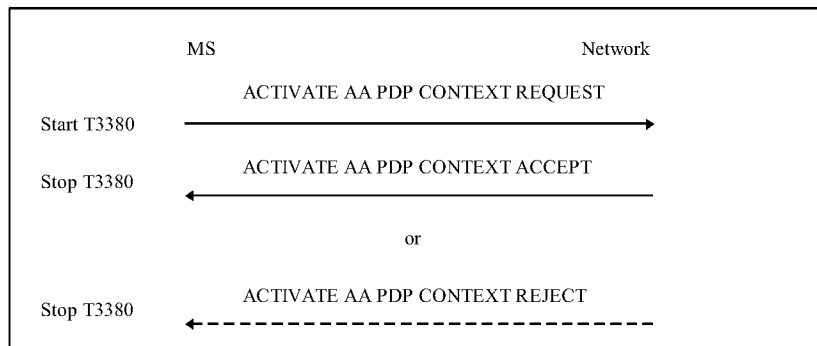 MS Network
ACTIVATE AA PDP CONTEXT REQUEST
Start T3380
ACTIVATE AA PDP CONTEXT ACCEPT
Stop T3380
or
ACTIVATE AA PDP CONTEXT REJECT
Stop T3380